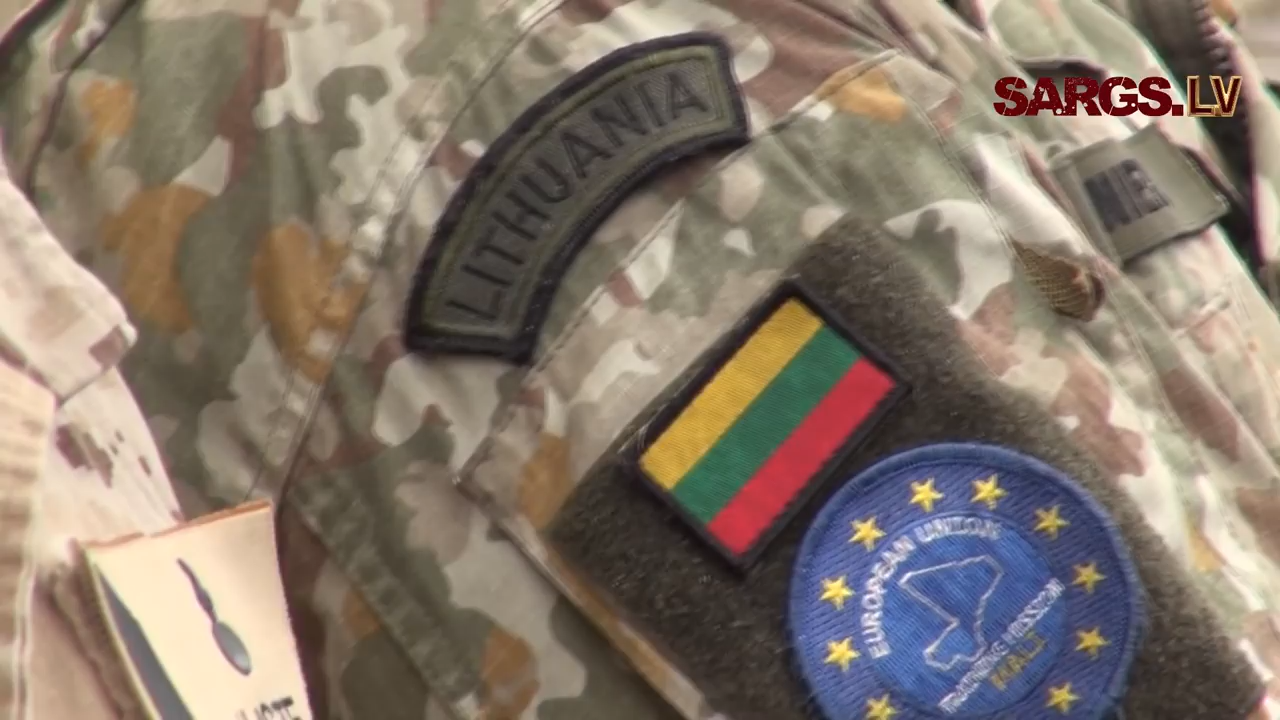 LITHUANIA
SARGS.LV
EUROPEAN UNION
TRAINING MISSION
MALI